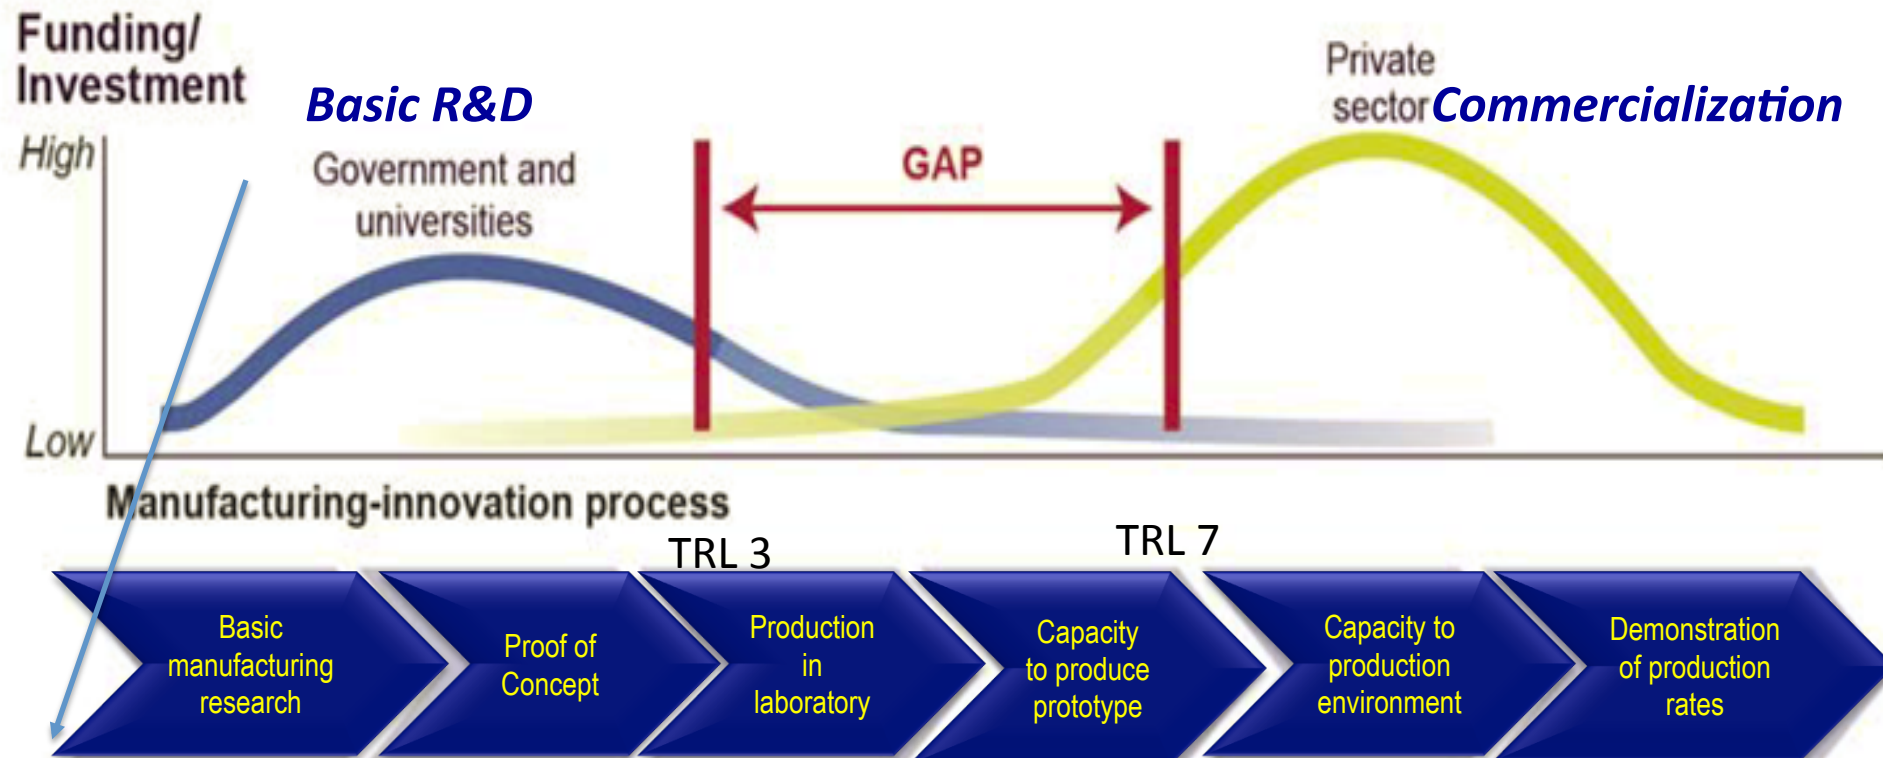 Funding/
Investment
Basic R&D
Private
sector
Commercialization
High
Government and
universities
GAP
Low
Manufacturing-innovation process
TRL 3
TRL 7
Basic
manufacturing
research
Proof of
Concept
Production
in
laboratory
Capacity
to produce
prototype
Capacity to
production
environment
Demonstration
of production
rates